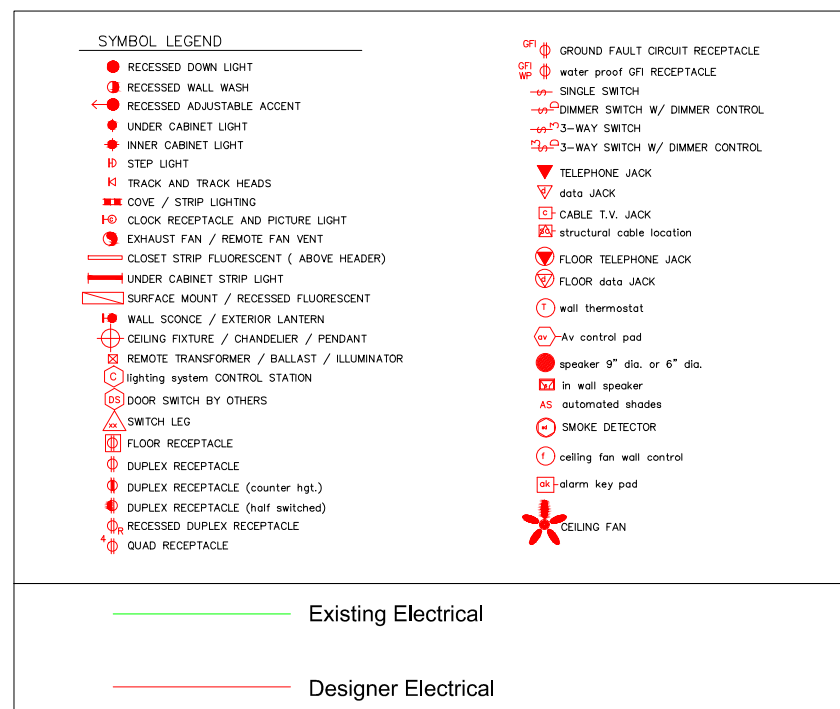 SYMBOL LEGEND
RECESSED DOWN LIGHT
RECESSED WALL WASH
RECESSED ADJUSTABLE ACCENT
UNDER CABINET LIGHT
INNER CABINET LIGHT
STEP LIGHT
TRACK AND TRACK HEADS
COVE / STRIP LIGHTING
CLOCK RECEPTACLE AND PICTURE LIGHT
EXHAUST FAN / REMOTE FAN VENT
CLOSET STRIP FLUORESCENT ( ABOVE HEADER)
UNDER CABINET STRIP LIGHT
SURFACE MOUNT / RECESSED FLUORESCENT
WALL SCONCE / EXTERIOR LANTERN
CEILING FIXTURE / CHANDELIER / PENDANT
REMOTE TRANSFORMER / BALLAST / ILLUMINATOR
C lighting system CONTROL STATION
DS DOOR SWITCH BY OTHERS
xx SWITCH LEG
FLOOR RECEPTACLE
DUPLEX RECEPTACLE
DUPLEX RECEPTACLE (counter hgt.)
DUPLEX RECEPTACLE (half switched)
R RECESSED DUPLEX RECEPTACLE
4 QUAD RECEPTACLE
GFI GROUND FAULT CIRCUIT RECEPTACLE
GFI WP water proof GFI RECEPTACLE
S SINGLE SWITCH
S D DIMMER SWITCH W/ DIMMER CONTROL
S 3 3-WAY SWITCH
3 S D 3-WAY SWITCH W/ DIMMER CONTROL
TELEPHONE JACK
d data JACK
C CABLE T.V. JACK
structural cable location
FLOOR TELEPHONE JACK
d FLOOR data JACK
T wall thermostat
av Av control pad
speaker 9" dia. or 6" dia.
in wall speaker
AS automated shades
SMOKE DETECTOR
f ceiling fan wall control
ak alarm key pad
CEILING FAN
Existing Electrical
Designer Electrical